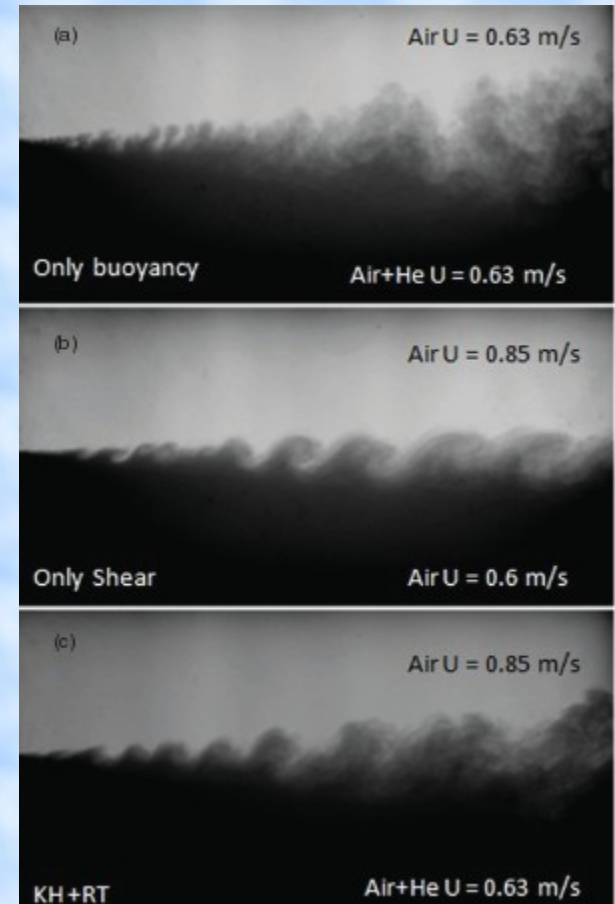 (a)
Air U = 0.63 m/s
Only buoyancy
Air+He U = 0.63 m/s
(b)
Air U = 0.85 m/s
Only Shear
Air U = 0.6 m/s
(c)
Air U = 0.85 m/s
KH+RT
Air+He U = 0.63 m/s